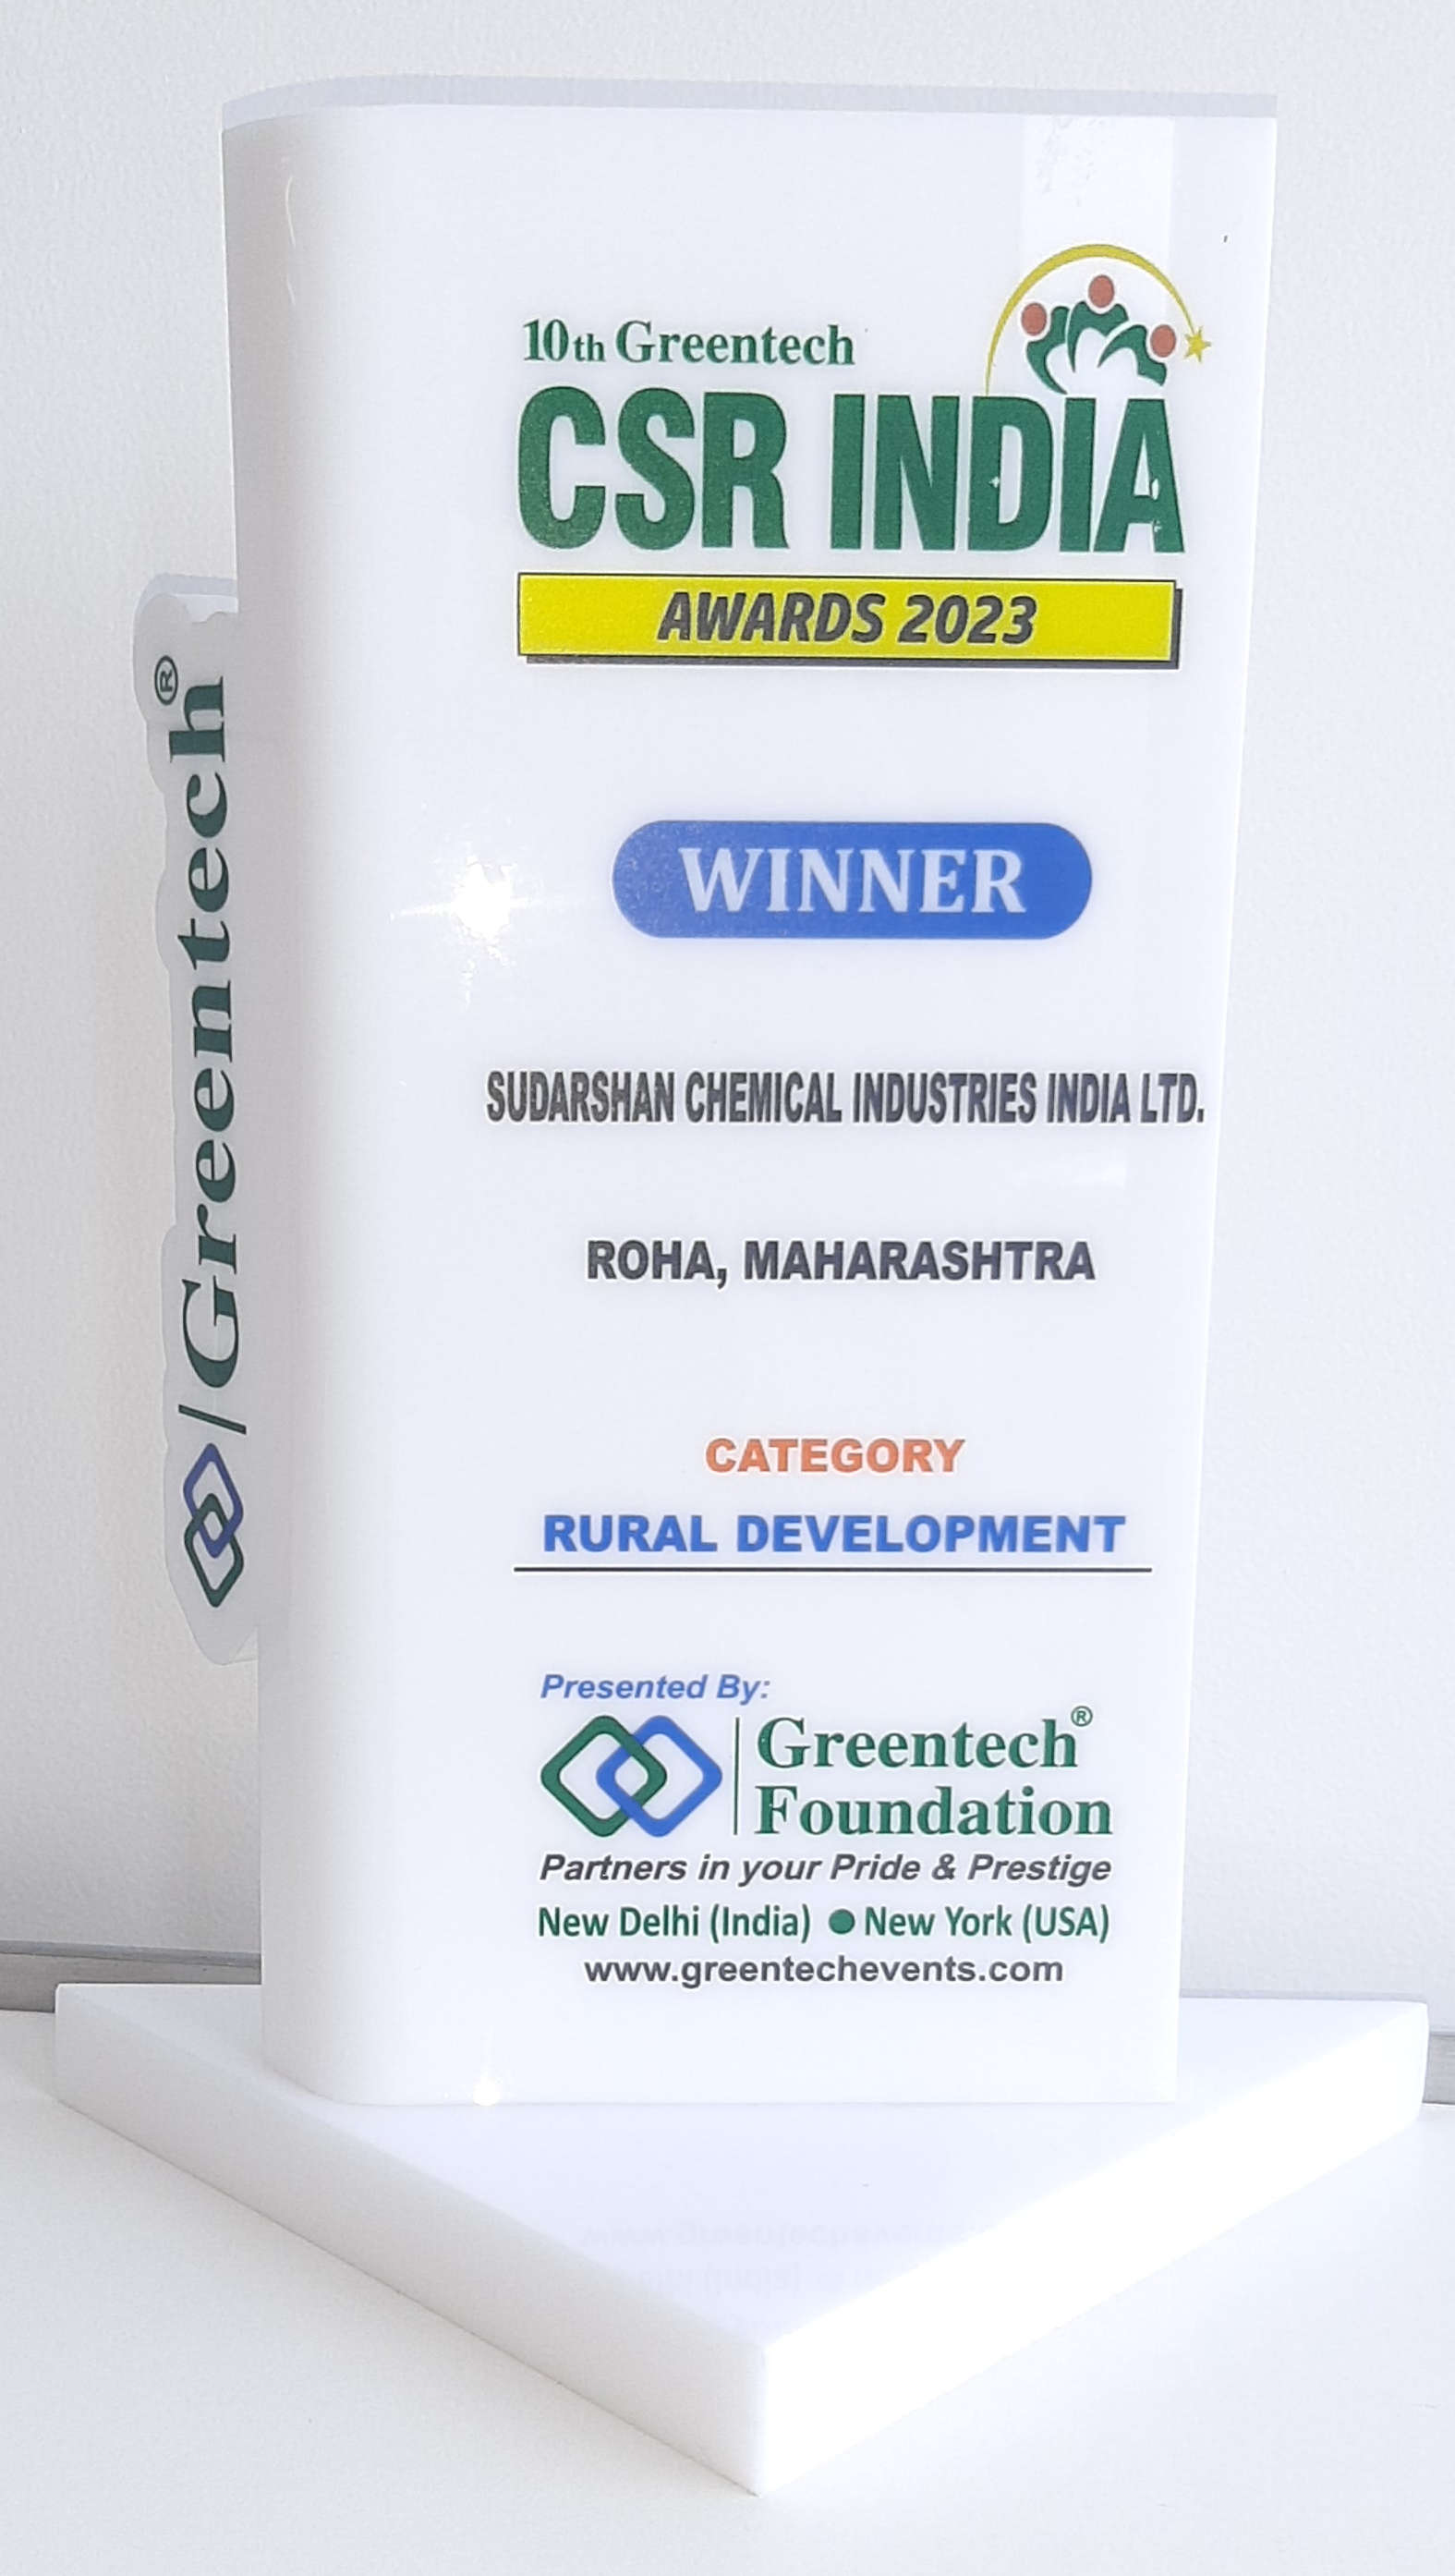 10th Greentech
CSR INDIA
AWARDS 2023
WINNER
SUDARSHAN CHEMICAL INDUSTRIES INDIA LTD.
ROHA, MAHARASHTRA
CATEGORY
RURAL DEVELOPMENT
Presented By:
Greentech®
Foundation
Partners in your Pride & Prestige
New Delhi (India) ● New York (USA)
www.greentechevents.com
Greentech®